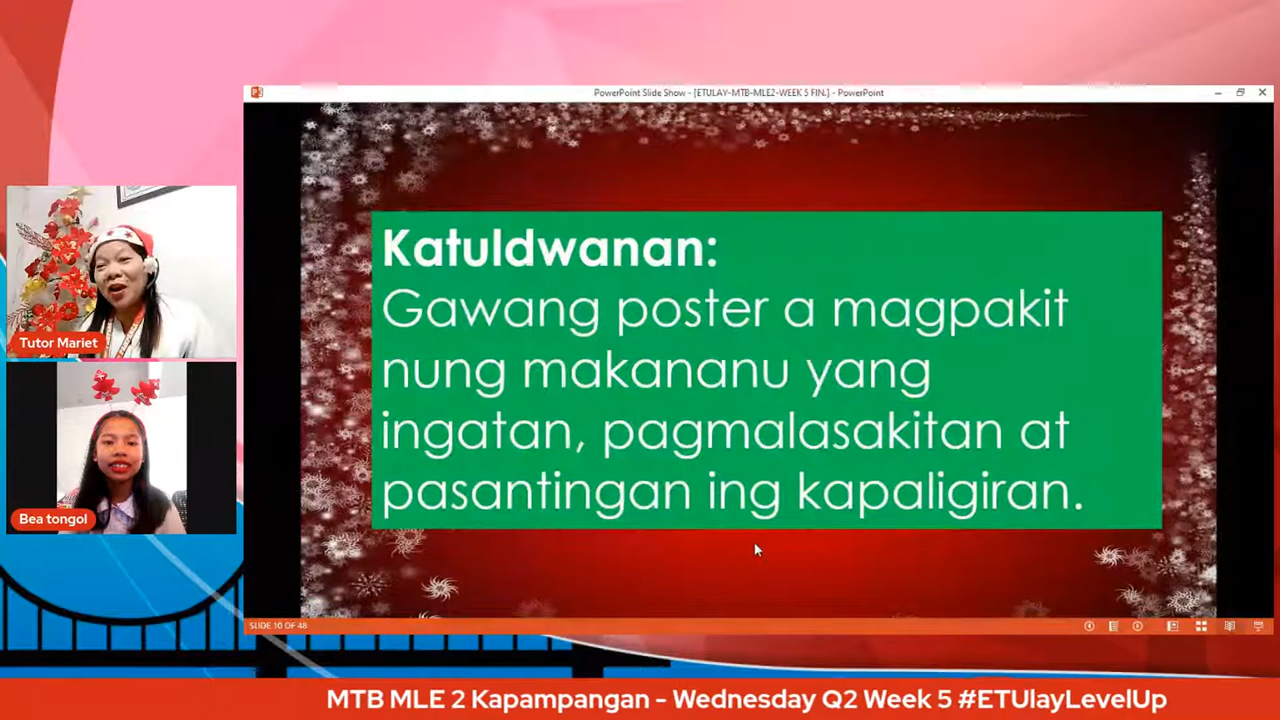 PowerPoint Slide Show - [ETULAY-MTB-MLE2-WEEK 5 FIN.] - PowerPoint
Katuldwanan:
Gawang poster a magpakit
nung makananu yang
ingatan, pagmalasakitan at
pasantingan ing kapaligiran.
Tutor Mariet
Bea tongol
SLIDE 10 OF 48
MTB MLE 2 Kapampangan - Wednesday Q2 Week 5 #ETUlayLevelUp